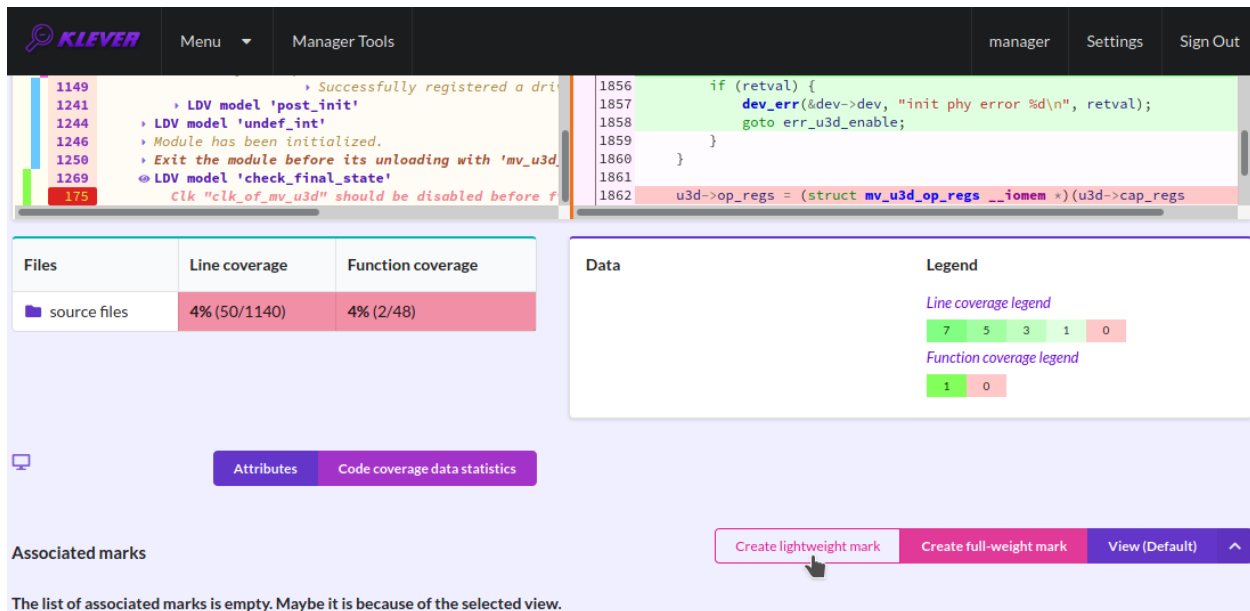 KLEVER Menu Manager Tools manager Settings Sign Out
1149 Successfully registered a dri
1241 LDV model 'post_init'
1244 LDV model 'undef_int'
1246 Module has been initialized.
1250 Exit the module before its unloading with 'mv_u3d_
1269 LDV model 'check_final_state'
175 Clk "clk_of_mv_u3d" should be disabled before f
1856 if (retval) {
1857 dev_err(&dev->dev, "init phy error %d\n", retval);
1858 goto err_u3d_enable;
1859 }
1860 }
1861
1862 u3d->op_regs = (struct mv_u3d_op_regs __iomem *)(u3d->cap_regs
Files Line coverage Function coverage
source files 4% (50/1140) 4% (2/48)
Data Legend
Line coverage legend
7 5 3 1 0
Function coverage legend
1 0
Attributes Code coverage data statistics
Associated marks Create lightweight mark Create full-weight mark View (Default)
The list of associated marks is empty. Maybe it is because of the selected view.